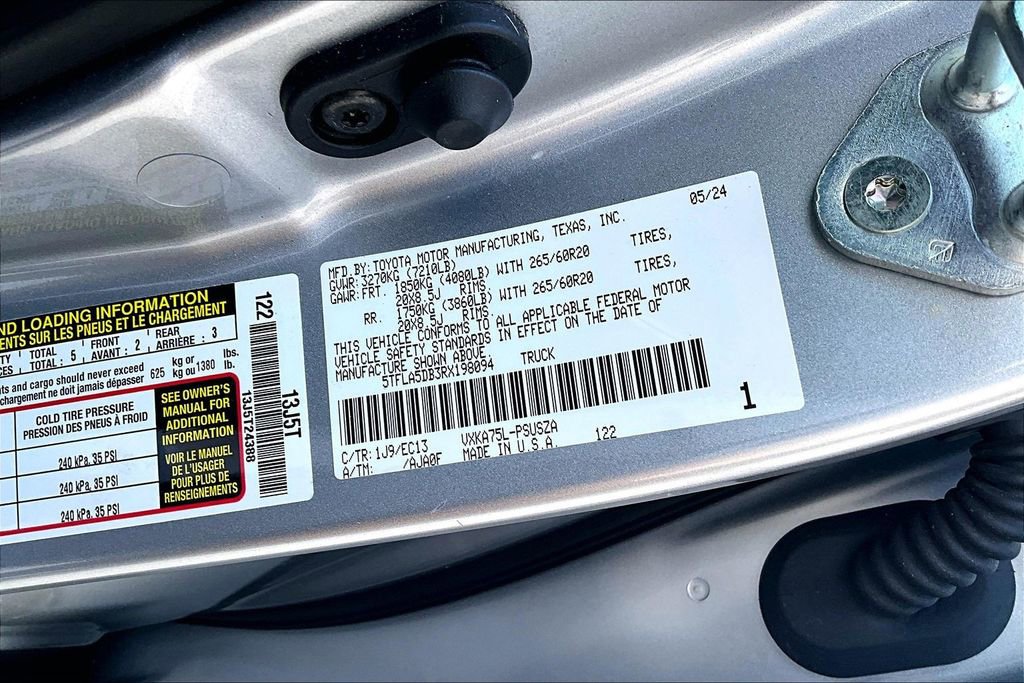 ND LOADING INFORMATION
ENTS SUR LES PNEUS ET LE CHARGEMENT
TOTAL : 5 FRONT AVANT : 2 REAR ARRIÈRE : 3
nts and cargo should never exceed 625 kg or 1380 lbs.
chargement ne doit jamais dépasser kg ou lb.
COLD TIRE PRESSURE
PRESSION DES PNEUS À FROID
240 kPa, 35 PSI
240 kPa, 35 PSI
240 kPa, 35 PSI
SEE OWNER'S
MANUAL FOR
ADDITIONAL
INFORMATION
VOIR LE MANUEL
DE L'USAGER
POUR PLUS DE
RENSEIGNEMENTS
122
13J5T
13J5T24388
05/24
MFD.BY: TOYOTA MOTOR MANUFACTURING, TEXAS, INC.
GVWR: 3270KG (7210LB)
GAWR: FRT. 1850KG (4080LB) WITH 265/60R20 TIRES,
20X8.5J RIMS.
RR. 1750KG (3860LB) WITH 265/60R20 TIRES,
20X8.5J RIMS.
THIS VEHICLE CONFORMS TO ALL APPLICABLE FEDERAL MOTOR
VEHICLE SAFETY STANDARDS IN EFFECT ON THE DATE OF
MANUFACTURE SHOWN ABOVE.
5TFLA5DB3RX198094 TRUCK
1
C/TR: 1J9/EC13 VXKA75L-PSUSZA
A/TM: /AJA0F MADE IN U.S.A. 122